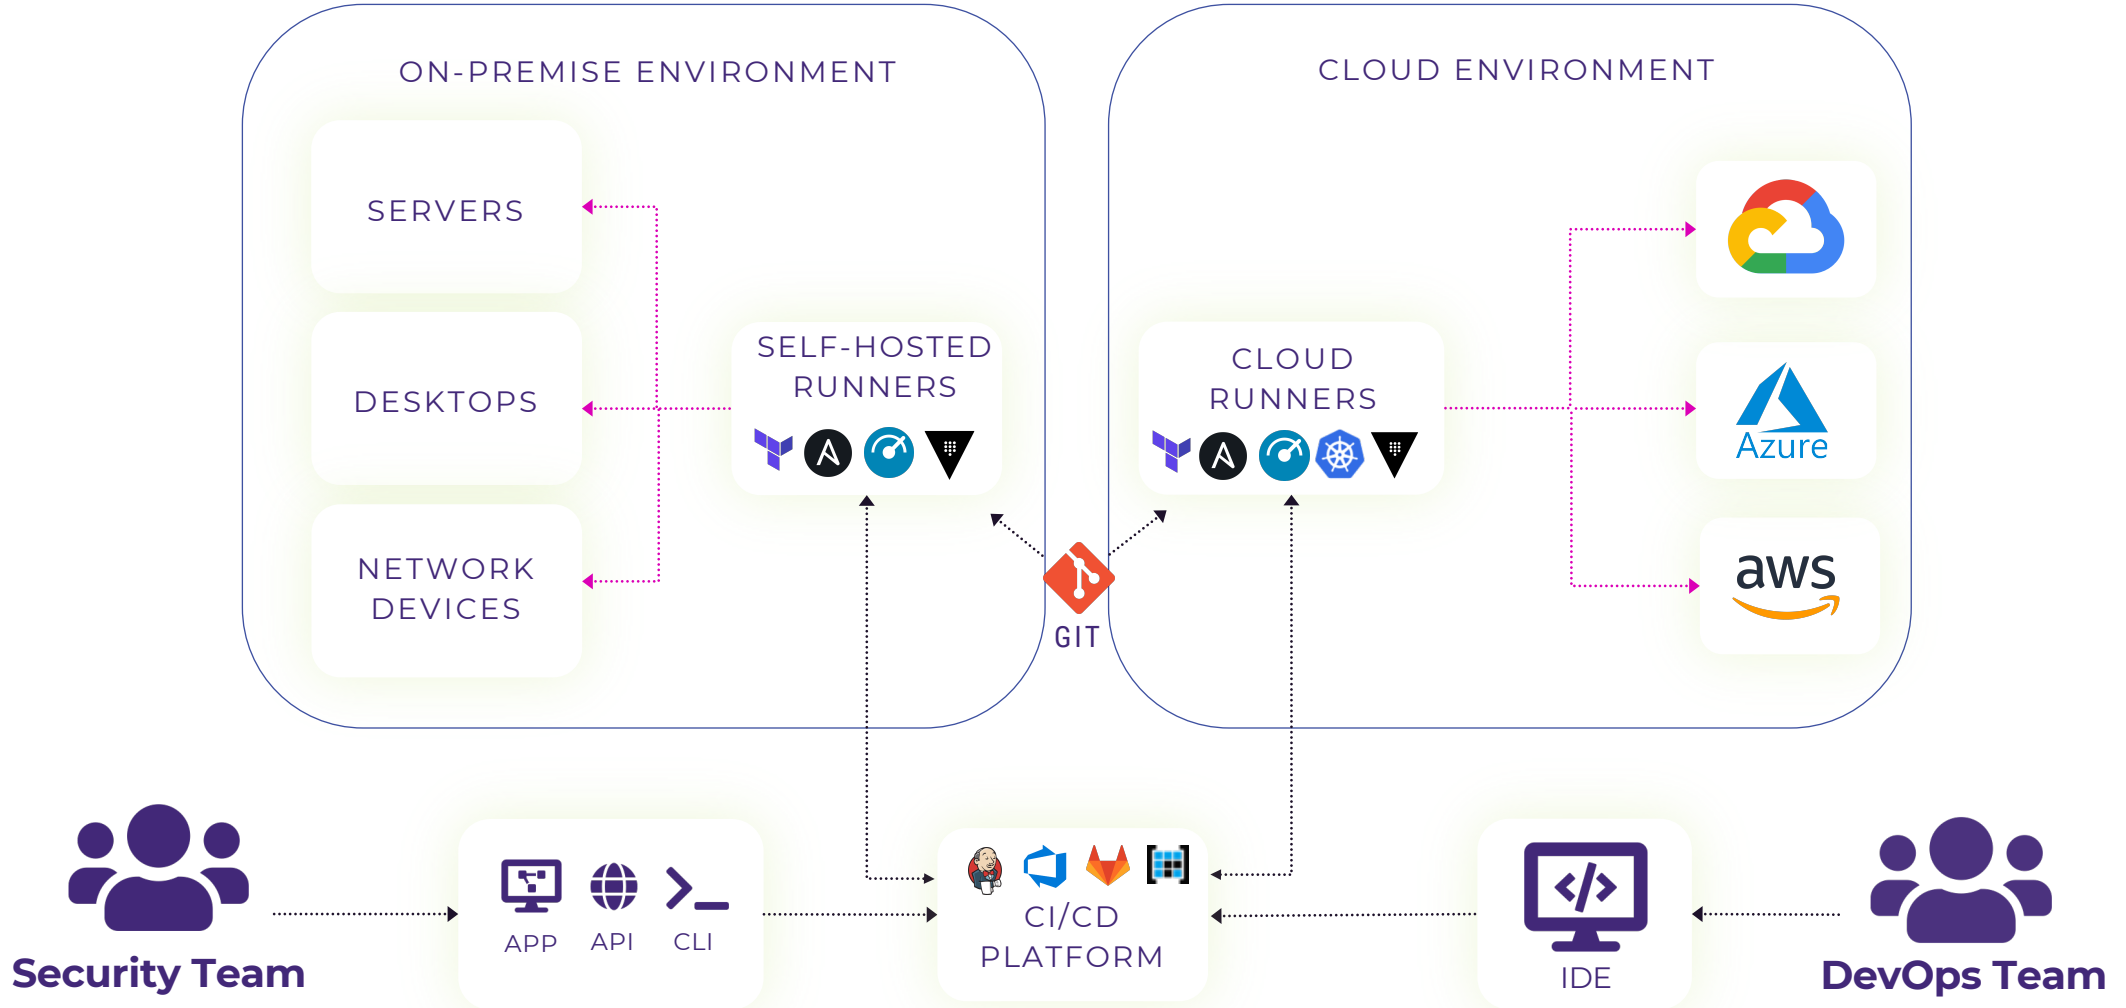 ON-PREMISE ENVIRONMENT
CLOUD ENVIRONMENT
SERVERS
DESKTOPS
NETWORK
DEVICES
SELF-HOSTED
RUNNERS
CLOUD
RUNNERS
Azure
aws
GIT
APP
API
CLI
CI/CD
PLATFORM
IDE
Security Team
DevOps Team